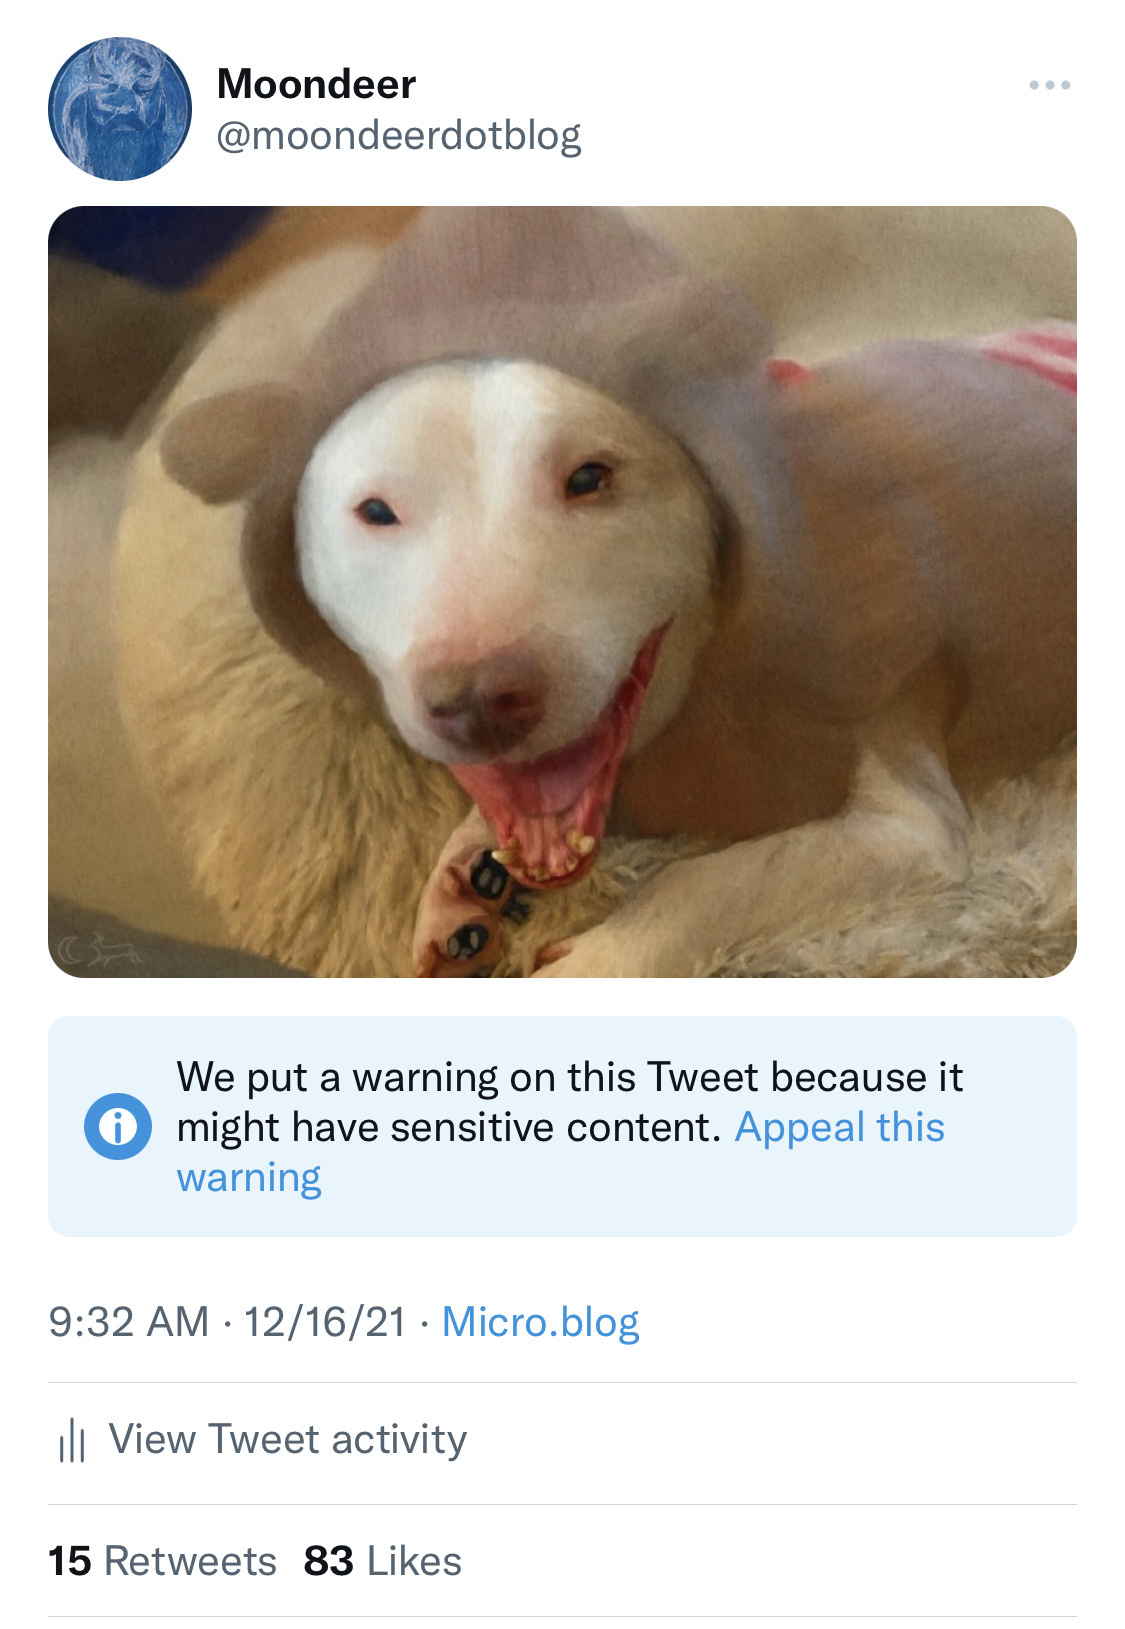 Moondeer
@moondeerdotblog
We put a warning on this Tweet because it
might have sensitive content. Appeal this
warning
9:32 AM · 12/16/21 · Micro.blog
View Tweet activity
15 Retweets 83 Likes